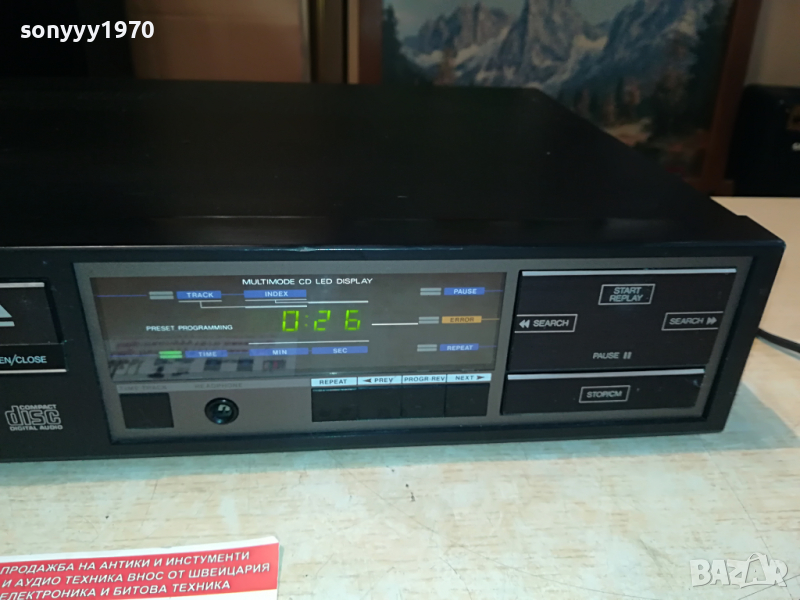 sonyyy1970
MULTIMODE CD LED DISPLAY
TRACK INDEX PAUSE
PRESET PROGRAMMING 0:26 ERROR
TIME MIN SEC REPEAT
REPEAT ◄ PREV PROGR REV NEXT ►
START
REPLAY
◄◄ SEARCH SEARCH ►►
PAUSE ❚❚
STOP/CM
EN/CLOSE
COMPACT
disc
DIGITAL AUDIO
ПРОДАЖБА НА АНТИКИ И ИНСТУМЕНТИ
И АУДИО ТЕХНИКА ВНОС ОТ ШВЕЙЦАРИЯ
ЕЛЕКТРОНИКА И БИТОВА ТЕХНИКА
BAZAR